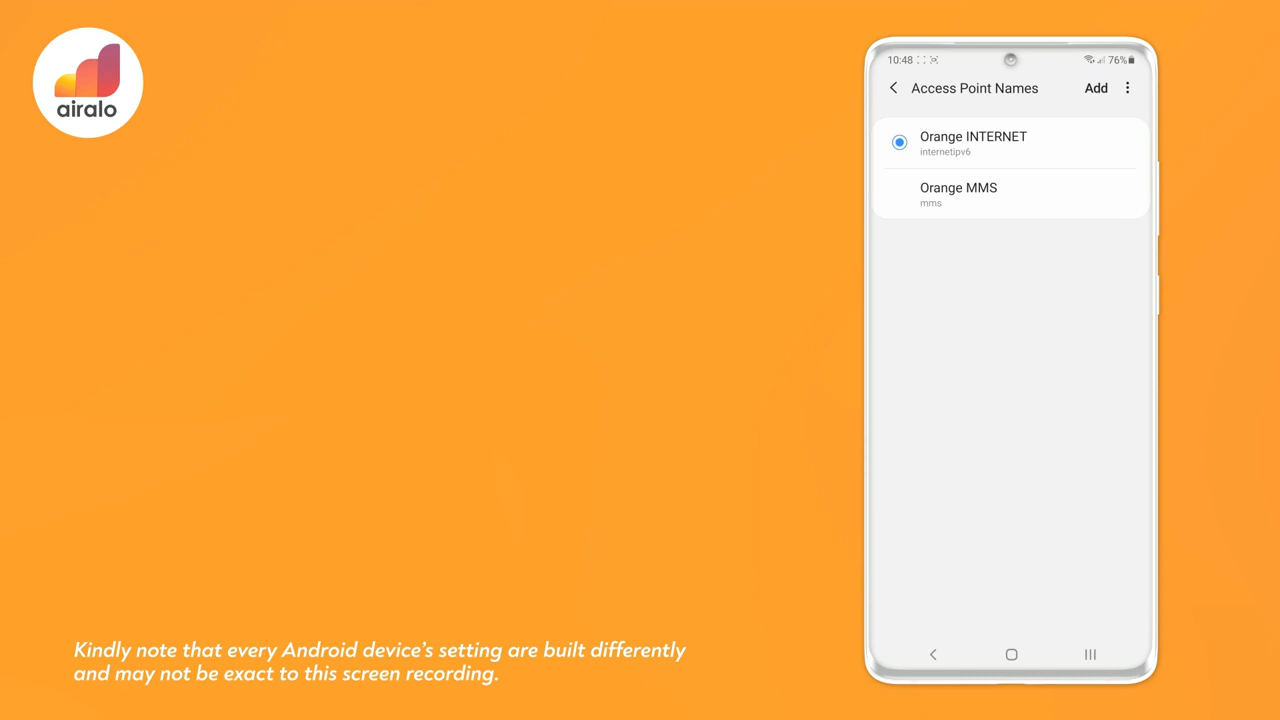 airalo
10:48
76%
Access Point Names
Add
Orange INTERNET
internetipv6
Orange MMS
mms
Kindly note that every Android device's setting are built differently
and may not be exact to this screen recording.